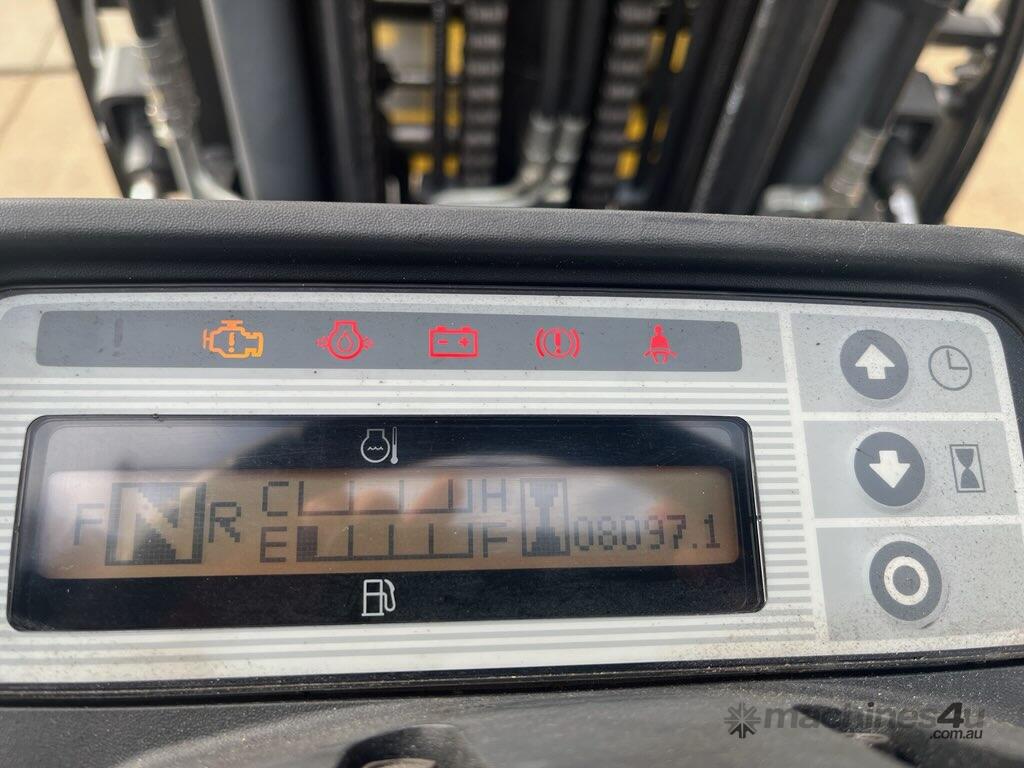 F N R C H 08097.1
E F
machines4u
.com.au